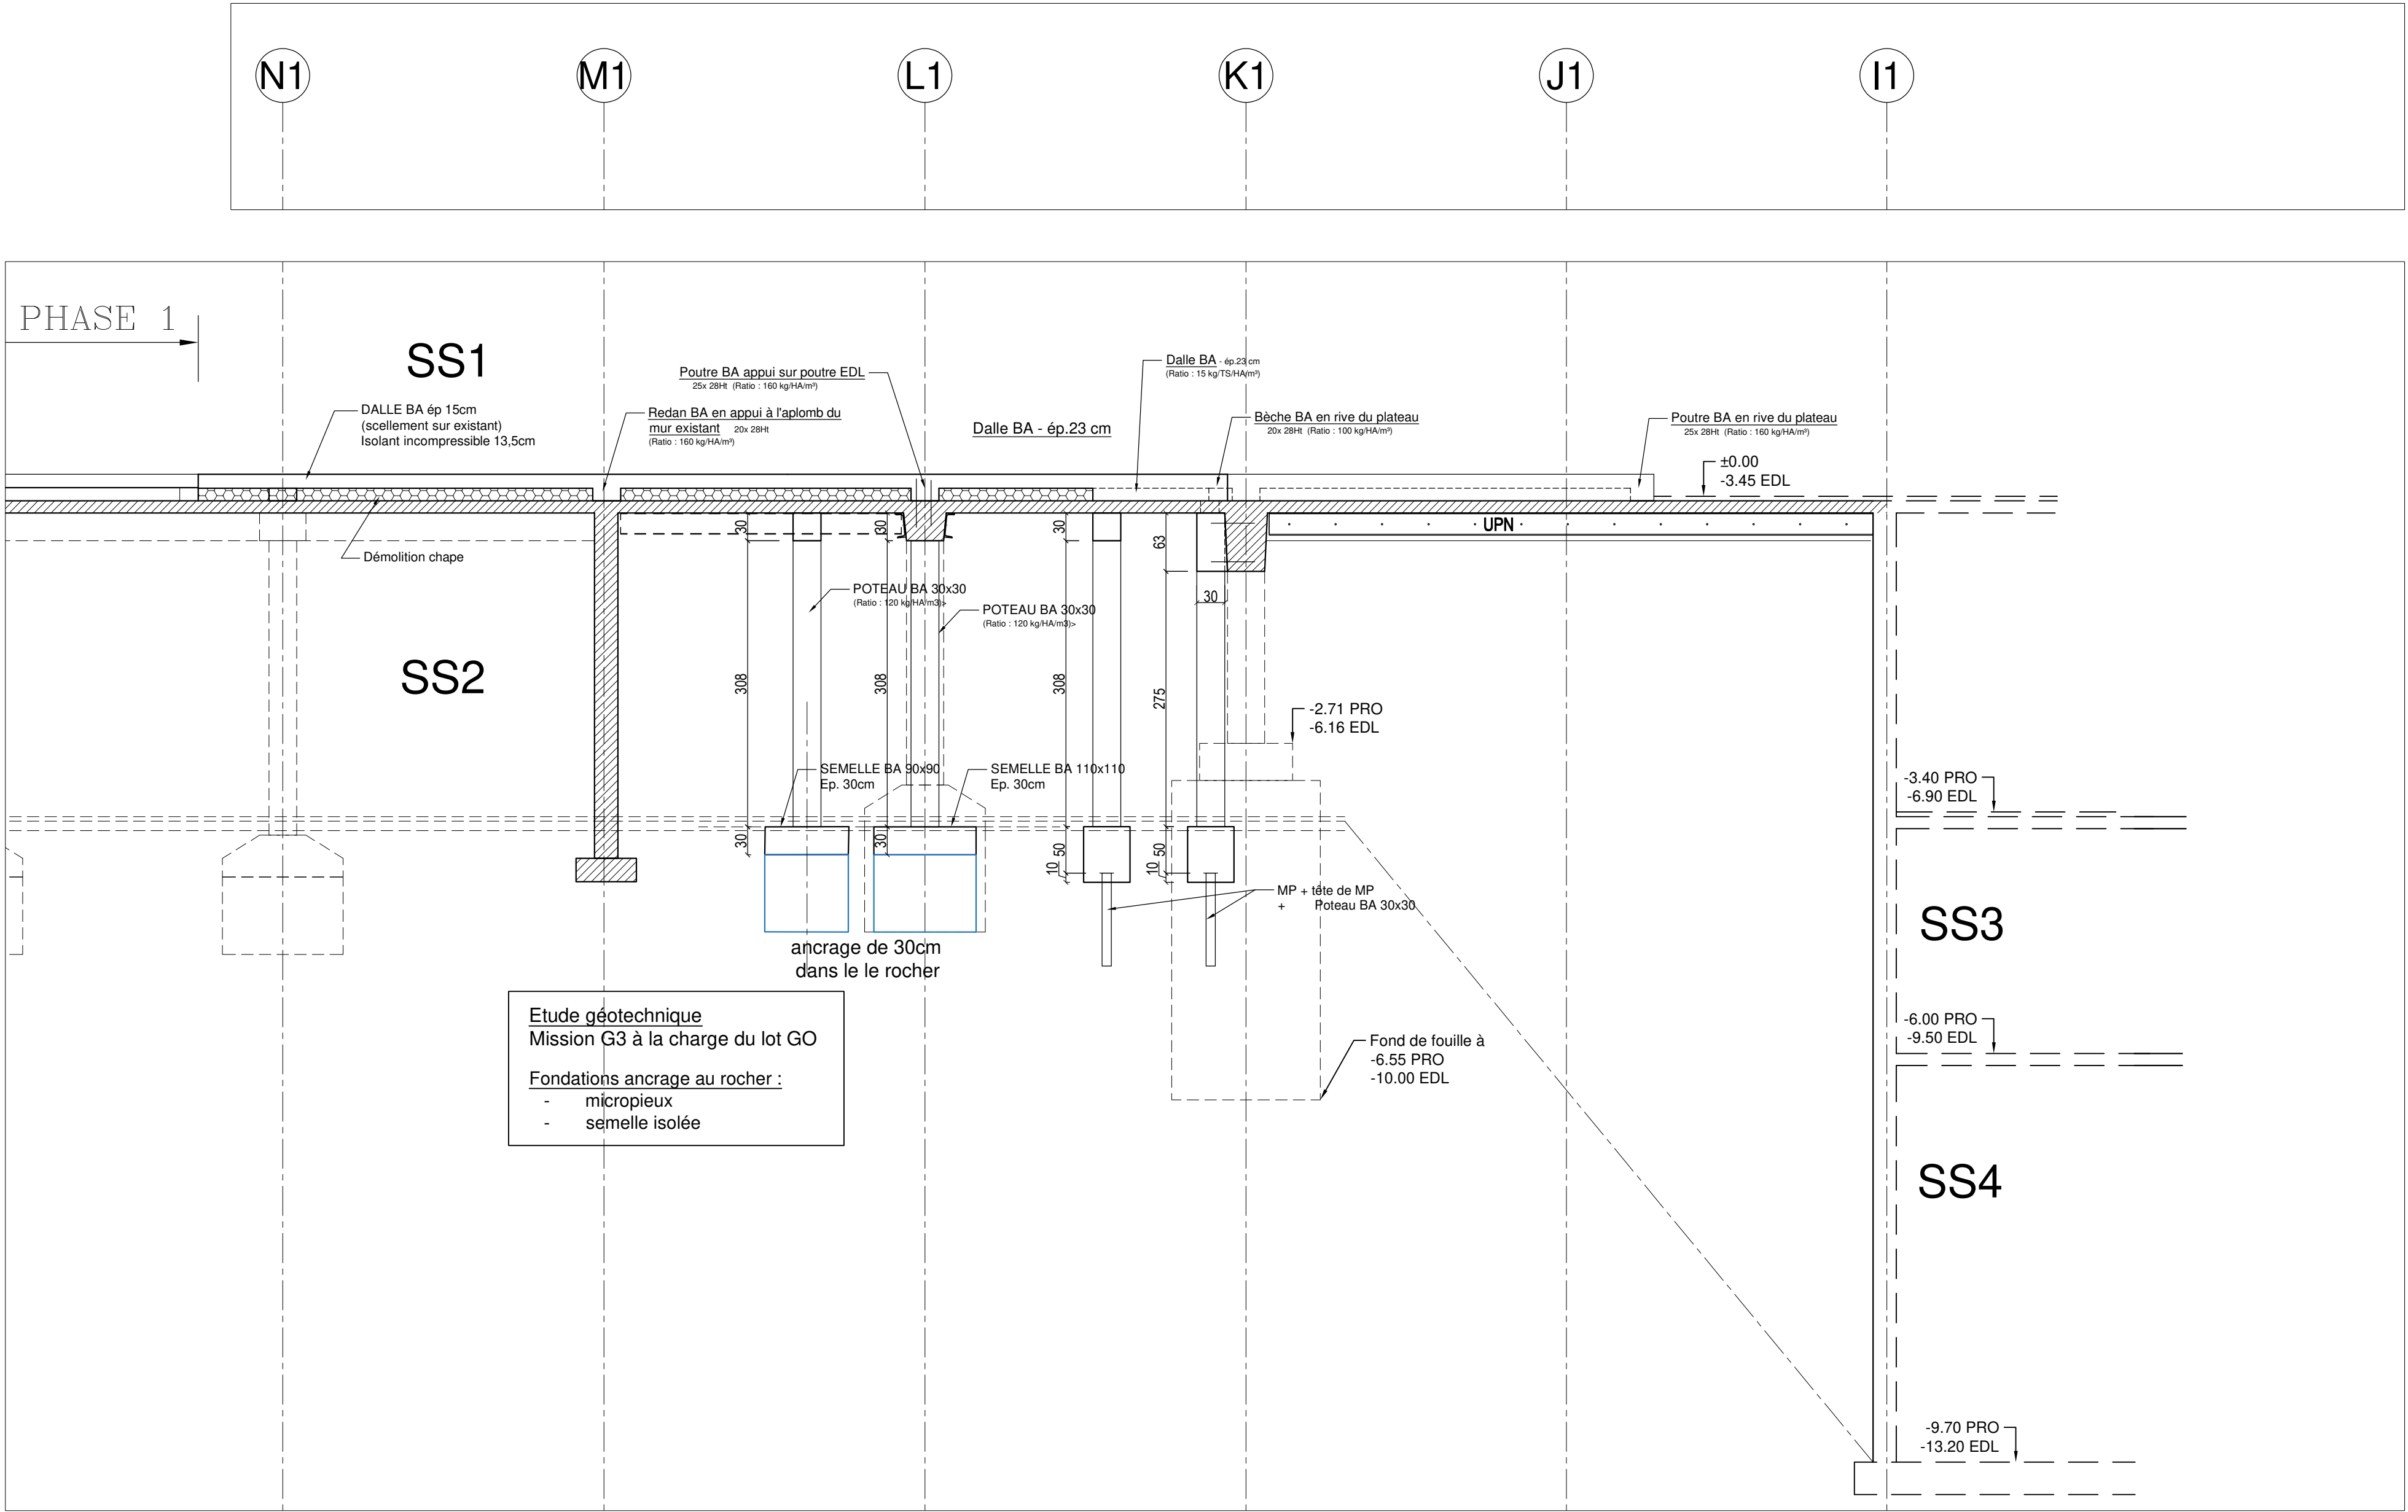 N1
M1
L1
K1
J1
I1
PHASE 1
SS1
DALLE BA ép 15cm
(scellement sur existant)
Isolant incompressible 13,5cm
Poutre BA appui sur poutre EDL
25x 28Ht (Ratio : 160 kg/HA/m³)
Redan BA en appui à l'aplomb du
mur existant 20x 28Ht
(Ratio : 160 kg/HA/m³)
Dalle BA - ép.23 cm
Dalle BA - ép.23 cm
(Ratio : 15 kg/TS/HA/m³)
Bèche BA en rive du plateau
20x 28Ht (Ratio : 100 kg/HA/m³)
Poutre BA en rive du plateau
25x 28Ht (Ratio : 160 kg/HA/m³)
±0.00
-3.45 EDL
Démolition chape
30
30
30
63
UPN
POTEAU BA 30x30
(Ratio : 120 kg/HA/m3)>
POTEAU BA 30x30
(Ratio : 120 kg/HA/m3)>
30
SS2
308
308
308
275
-2.71 PRO
-6.16 EDL
SEMELLE BA 90x90
Ep. 30cm
SEMELLE BA 110x110
Ep. 30cm
-3.40 PRO
-6.90 EDL
30
30
50
10
50
10
MP + tête de MP
+ Poteau BA 30x30
SS3
ancrage de 30cm
dans le le rocher
Etude géotechnique
Mission G3 à la charge du lot GO
Fondations ancrage au rocher :
- micropieux
- semelle isolée
Fond de fouille à
-6.55 PRO
-10.00 EDL
-6.00 PRO
-9.50 EDL
SS4
-9.70 PRO
-13.20 EDL